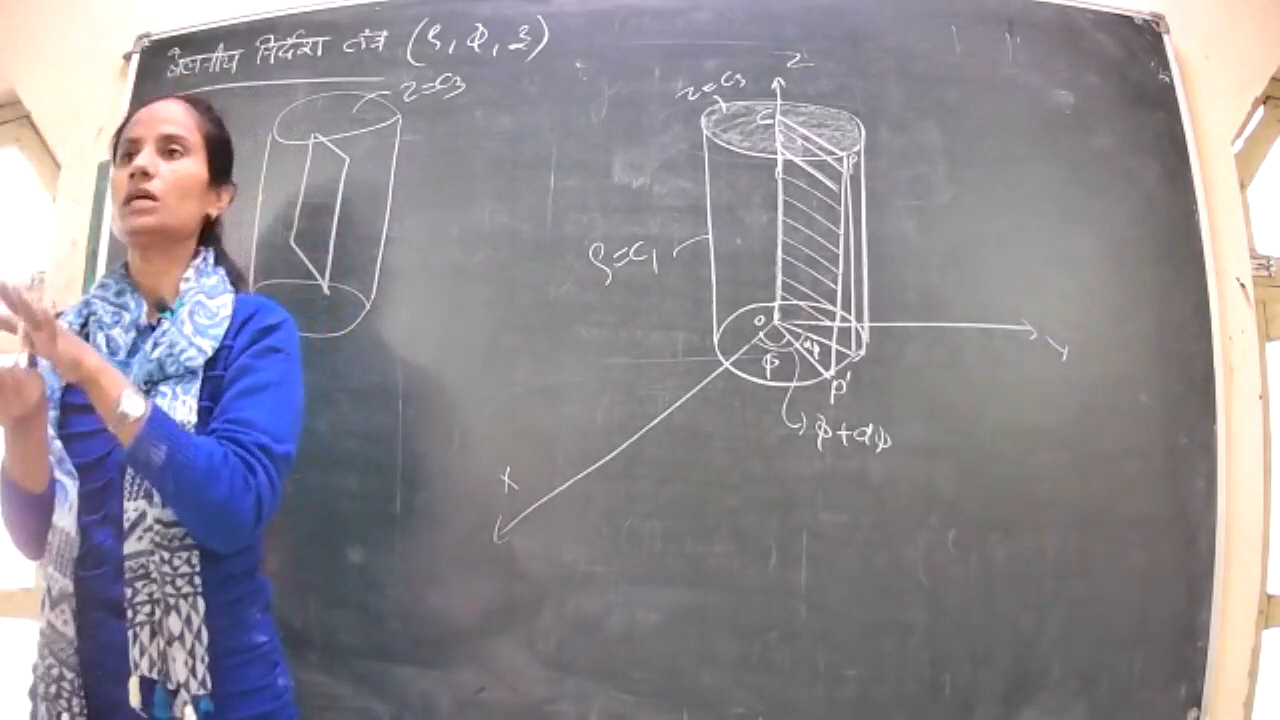 बेलनीय निर्देश तंत्र (ρ, φ, z)
z=C3
z=C3
Z
C
P
ρ=C1
O
φ
dφ
P'
Y
φ+dφ
X